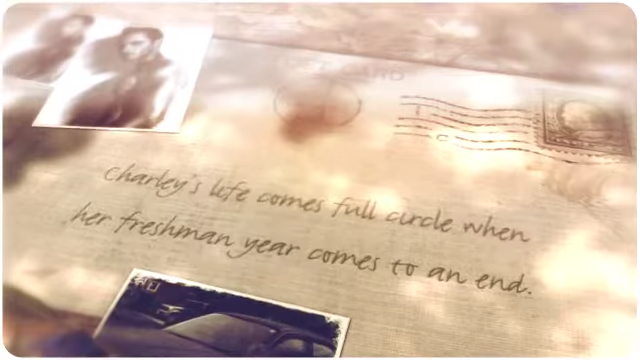 Charley's life comes full circle when
her freshman year comes to an end.